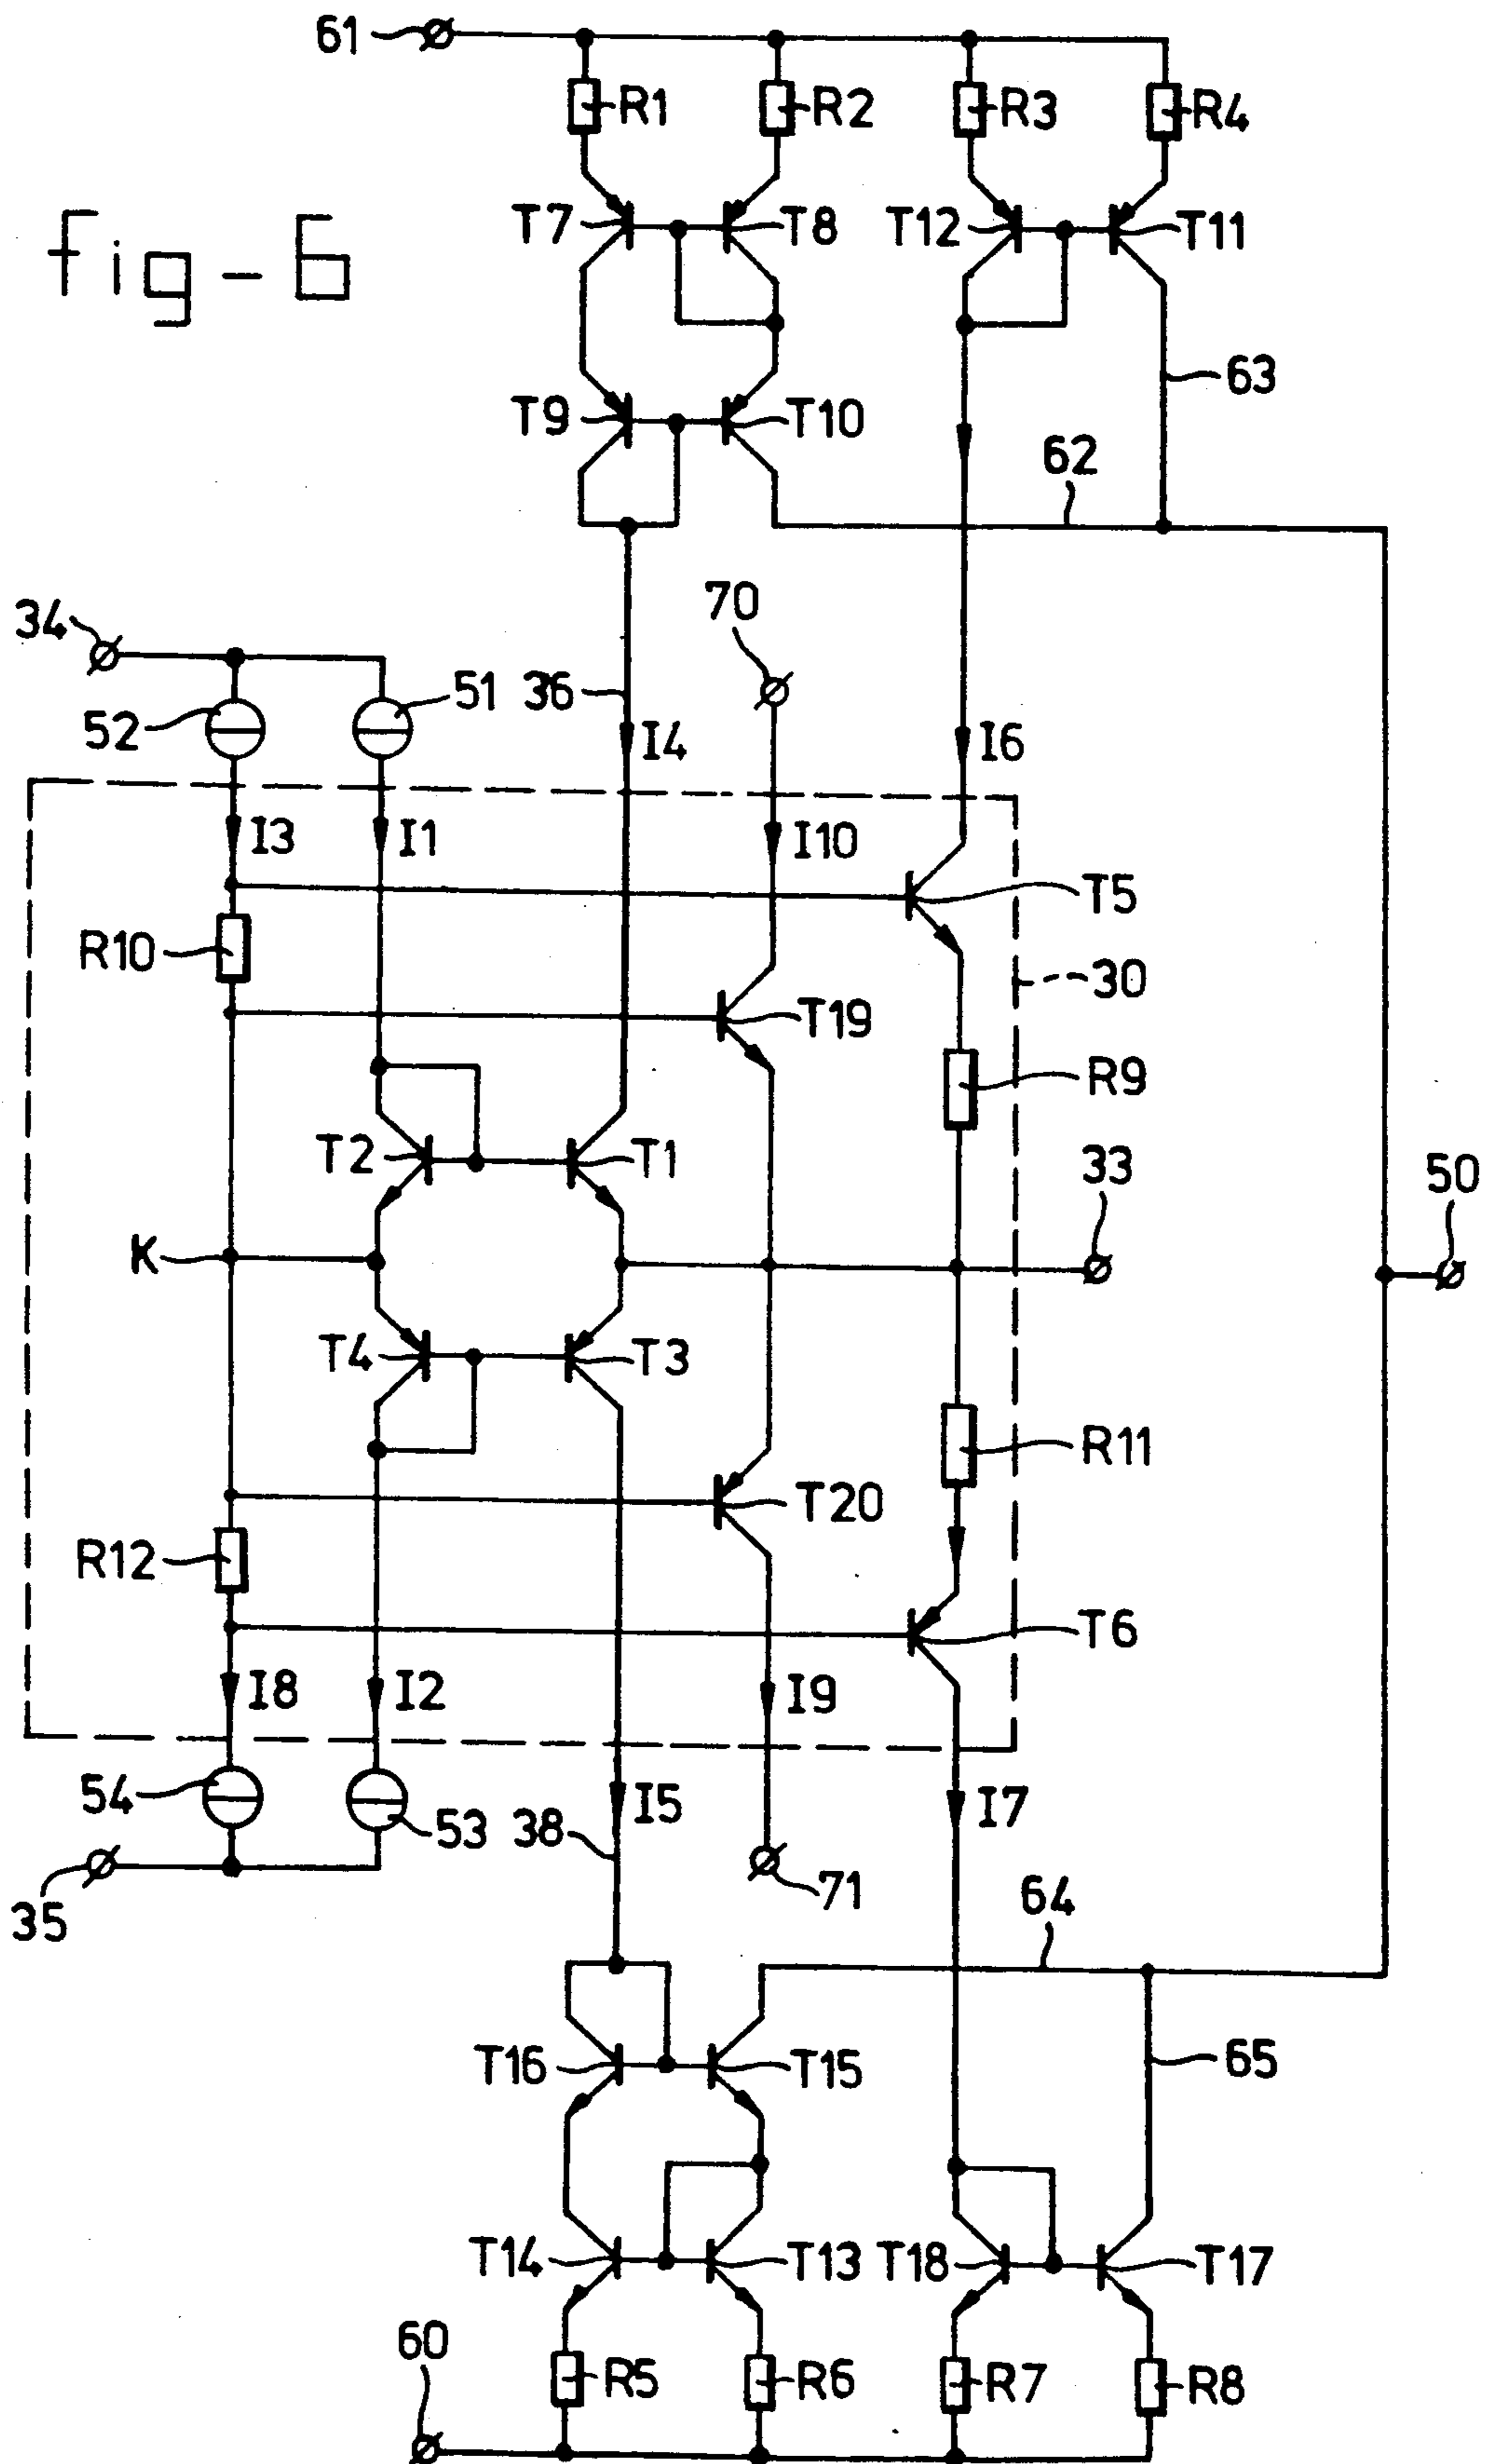 61
R1 R2 R3 R4
fig-6
T7 T8 T12 T11
63
T9 T10
62
34
70
52 51 36 I4 I6
I3 I1 I10
T5
R10 30
T19
R9
T2 T1 33 50
K
T4 T3
R11
T20
R12
T6
I8 I2 I9
54 53 38 I5 I7
35 71 64
T16 T15 65
T14 T13 T18 T17
60
R5 R6 R7 R8